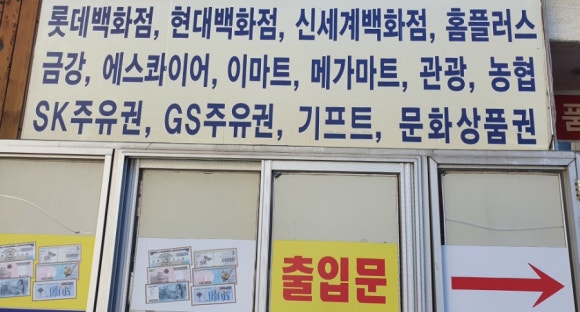 롯데백화점, 현대백화점, 신세계백화점, 홈플러스
금강, 에스콰이어, 이마트, 메가마트, 관광, 농협
SK주유권, GS주유권, 기프트, 문화상품권
출입문